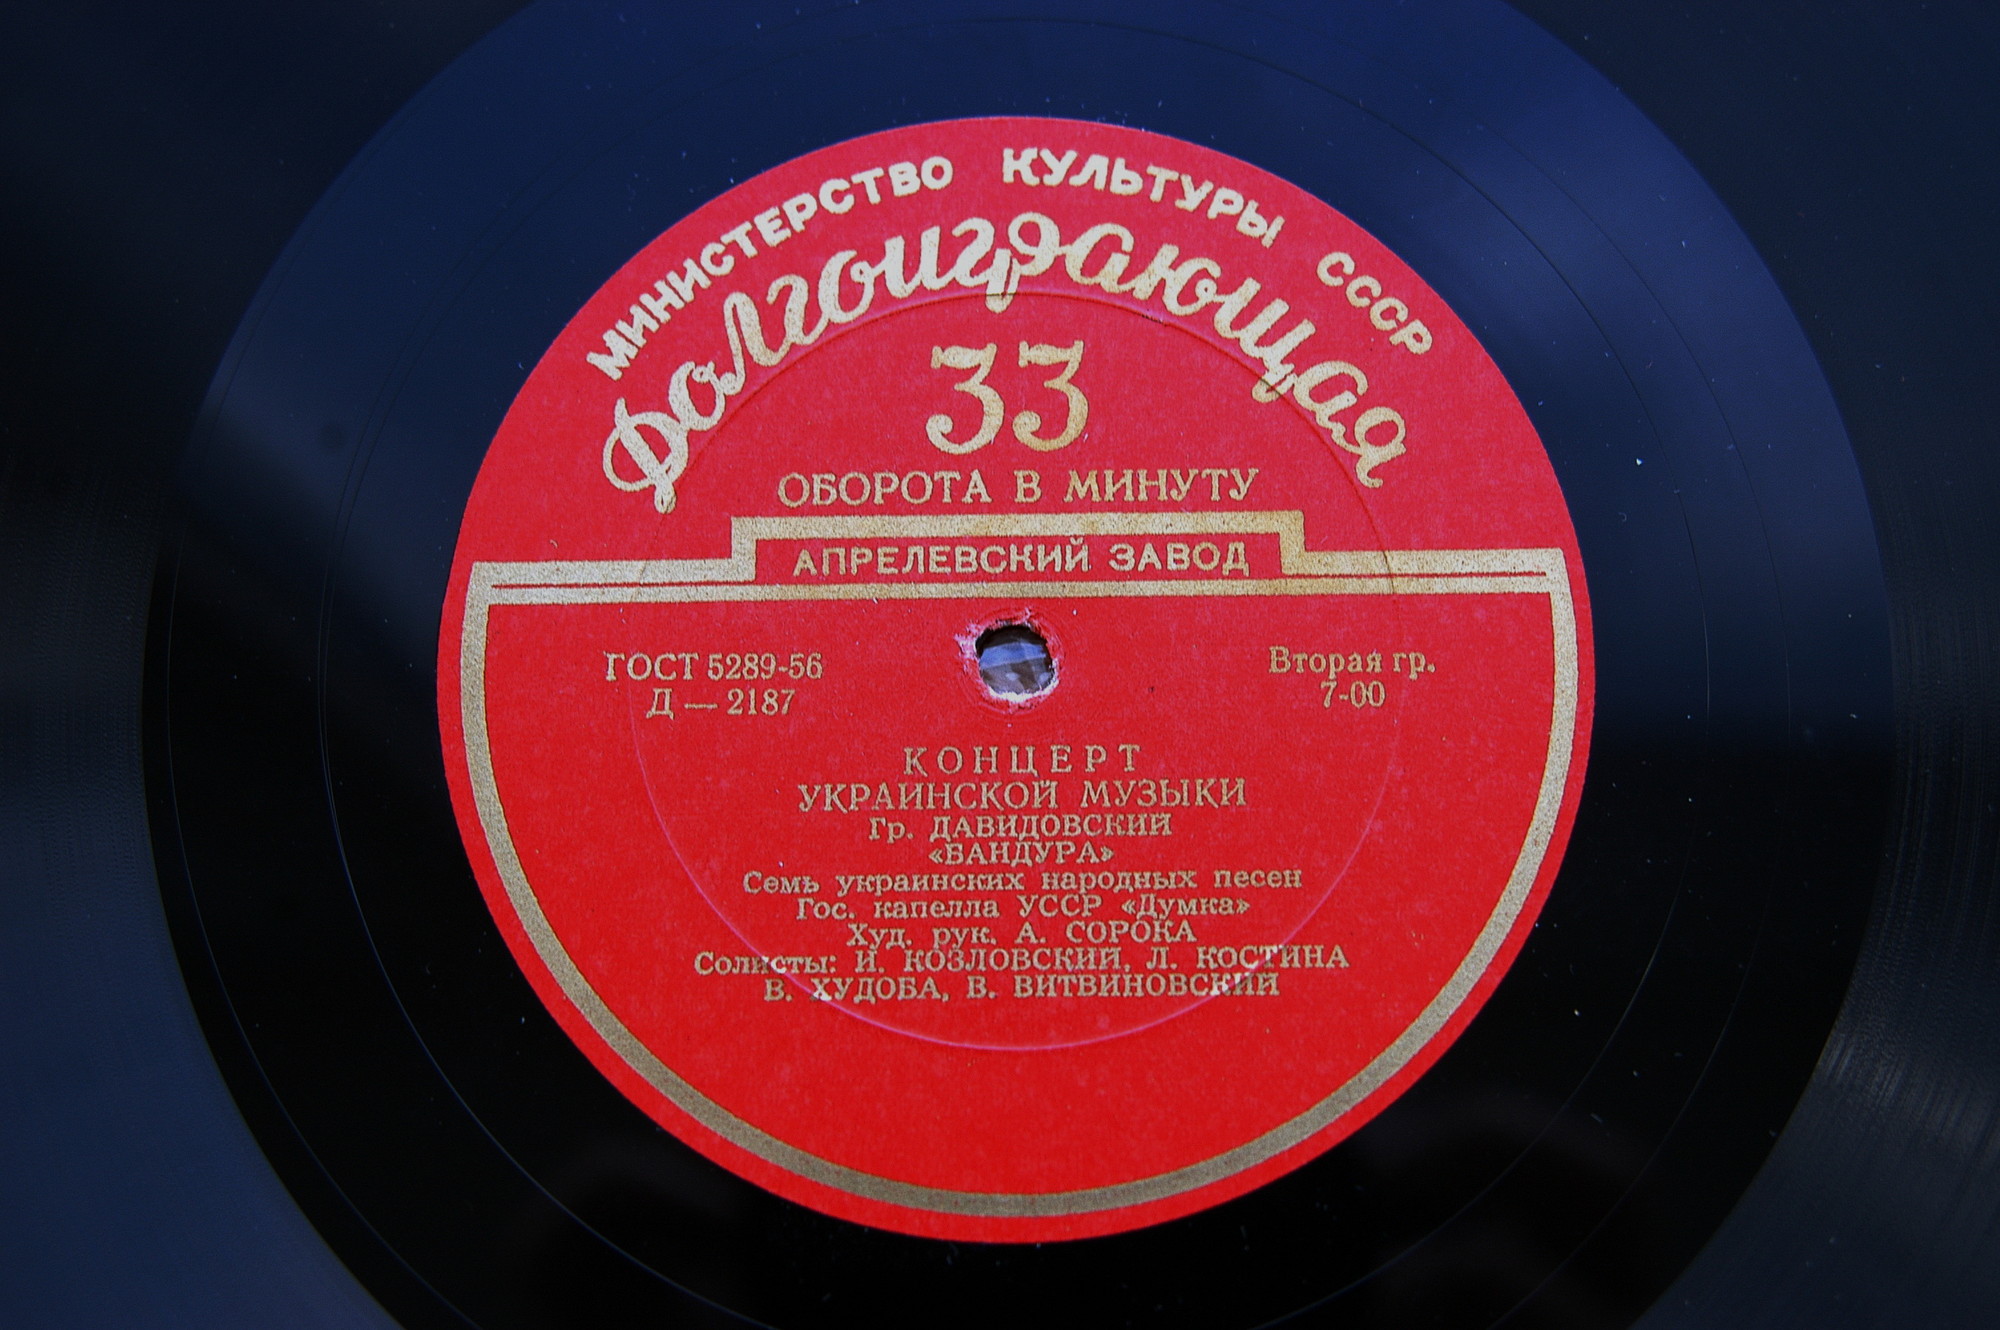 МИНИСТЕРСТВО КУЛЬТУРЫ СССР
Долгоиграющая
33
ОБОРОТА В МИНУТУ
АПРЕЛЕВСКИЙ ЗАВОД
ГОСТ 5289-56
Д — 2187
Вторая гр.
7-00
КОНЦЕРТ
УКРАИНСКОЙ МУЗЫКИ
Гр. ДАВИДОВСКИЙ
«БАНДУРА»
Семь украинских народных песен
Гос. капелла УССР «Думка»
Худ. рук. А. СОРОКА
Солисты: И. КОЗЛОВСКИЙ, Л. КОСТИНА
В. ХУДОБА, В. ВИТВИНОВСКИЙ